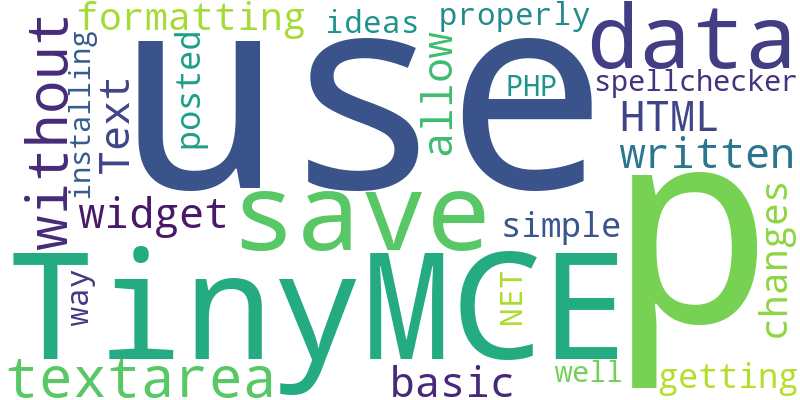 formatting
ideas
properly
data
without
installing
Text
posted
use
allow
PHP
spellchecker
HTML
written
p
widget
save
simple
changes
TinyMCE
way
NET
textarea
basic
well
getting